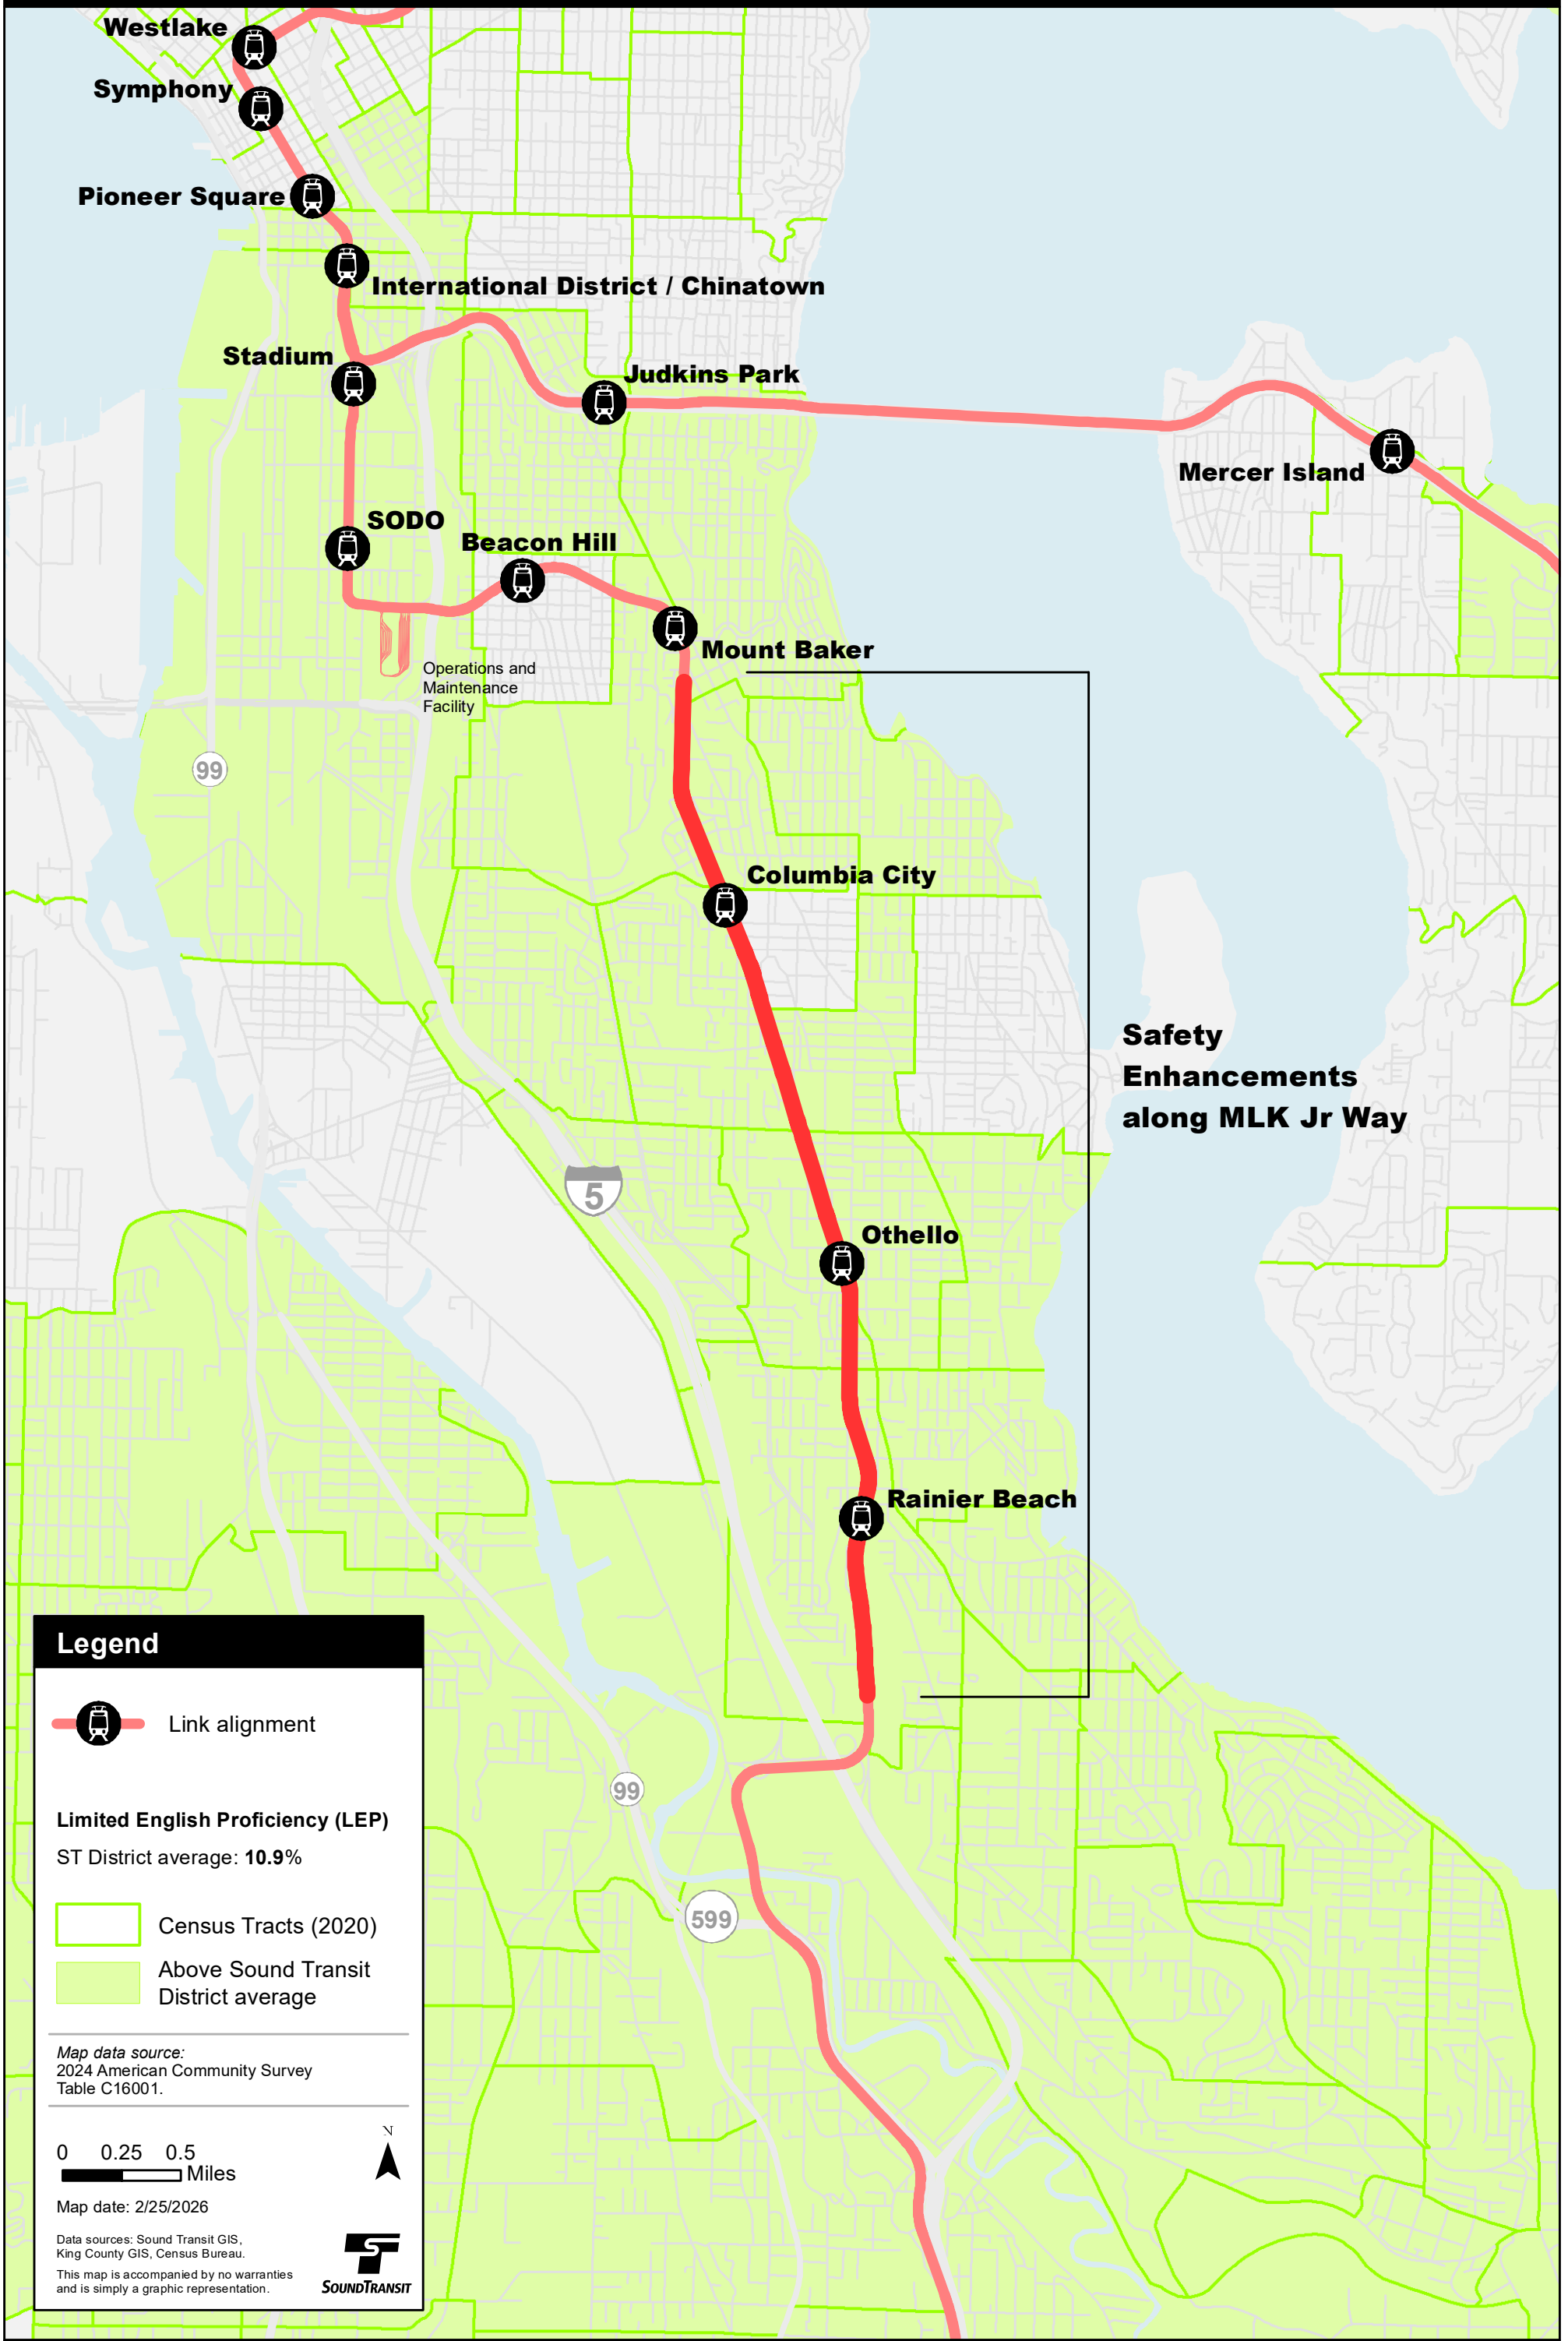 Westlake
Symphony
Pioneer Square
International District / Chinatown
Stadium
Judkins Park
Mercer Island
SODO
Beacon Hill
Mount Baker
Operations and
Maintenance
Facility
99
Columbia City
Safety
Enhancements
along MLK Jr Way
5
Othello
Rainier Beach
99
599
Legend
Link alignment
Limited English Proficiency (LEP)
ST District average: 10.9%
Census Tracts (2020)
Above Sound Transit
District average
Map data source:
2024 American Community Survey
Table C16001.
N
0 0.25 0.5
Miles
Map date: 2/25/2026
Data sources: Sound Transit GIS,
King County GIS, Census Bureau.
This map is accompanied by no warranties
and is simply a graphic representation.
SOUNDTRANSIT